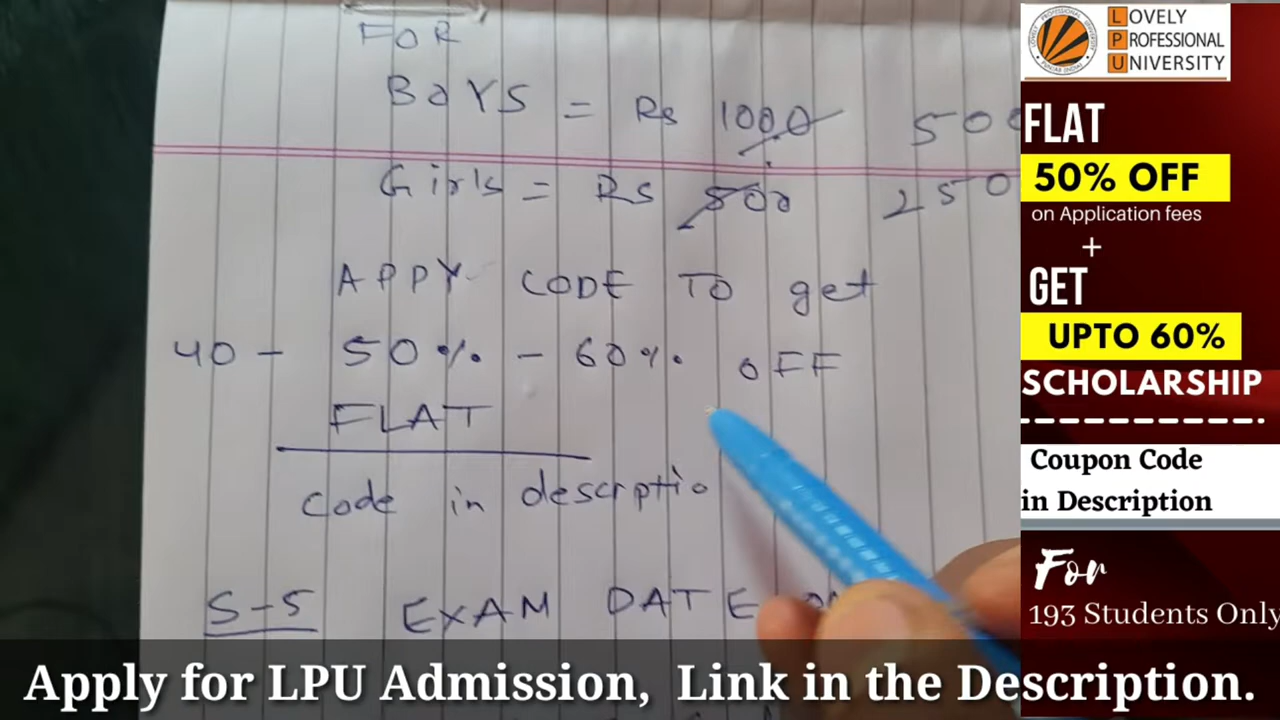 FOR
BOYS = Rs 1000 500
Girls = Rs 500 250
APPY CODE TO get
40 - 50% - 60% OFF
FLAT
code in descrptio
S-5 EXAM DATE
LOVELY
PROFESSIONAL
UNIVERSITY
FLAT
50% OFF
on Application fees
+
GET
UPTO 60%
SCHOLARSHIP
Coupon Code
in Description
For
193 Students Only
Apply for LPU Admission, Link in the Description.